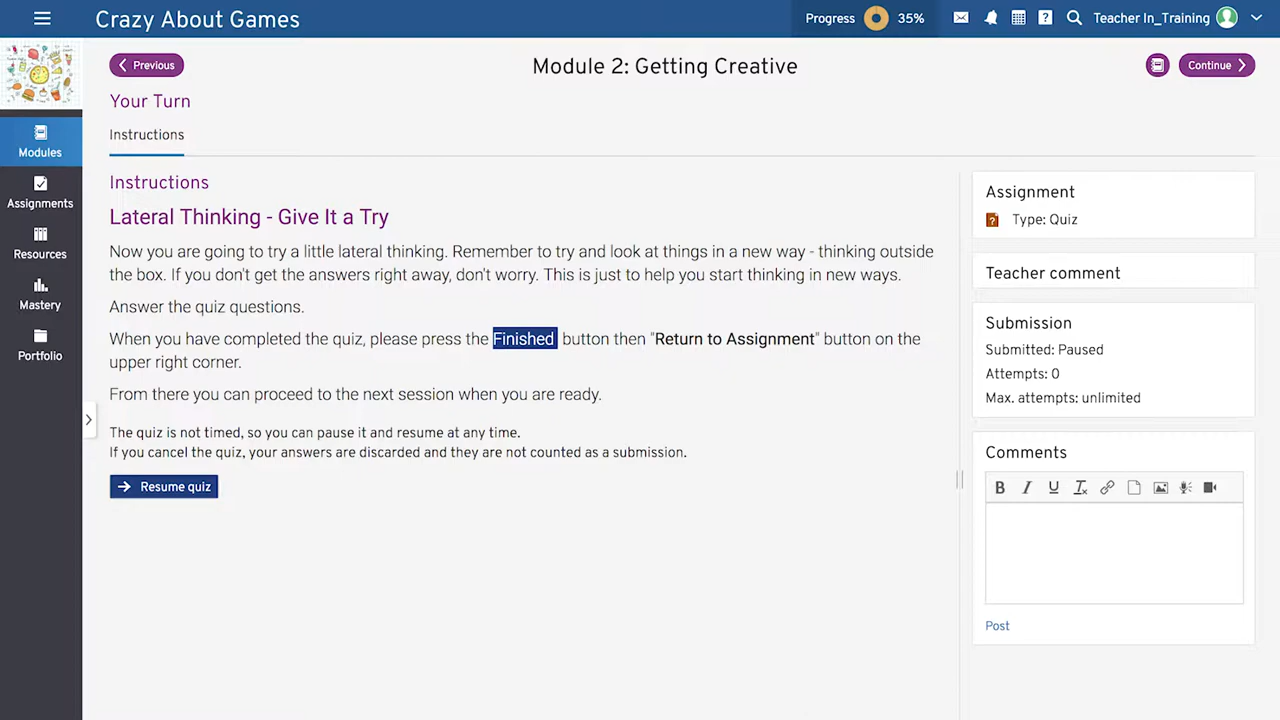 Crazy About Games
Progress 35%
Teacher In_Training
Previous
Module 2: Getting Creative
Continue
Your Turn
Instructions
Modules
Assignments
Resources
Mastery
Portfolio
Instructions
Lateral Thinking - Give It a Try
Now you are going to try a little lateral thinking. Remember to try and look at things in a new way - thinking outside
the box. If you don't get the answers right away, don't worry. This is just to help you start thinking in new ways.
Answer the quiz questions.
When you have completed the quiz, please press the Finished button then "Return to Assignment" button on the
upper right corner.
From there you can proceed to the next session when you are ready.
The quiz is not timed, so you can pause it and resume at any time.
If you cancel the quiz, your answers are discarded and they are not counted as a submission.
Resume quiz
Assignment
Type: Quiz
Teacher comment
Submission
Submitted: Paused
Attempts: 0
Max. attempts: unlimited
Comments
B I U Tx
Post